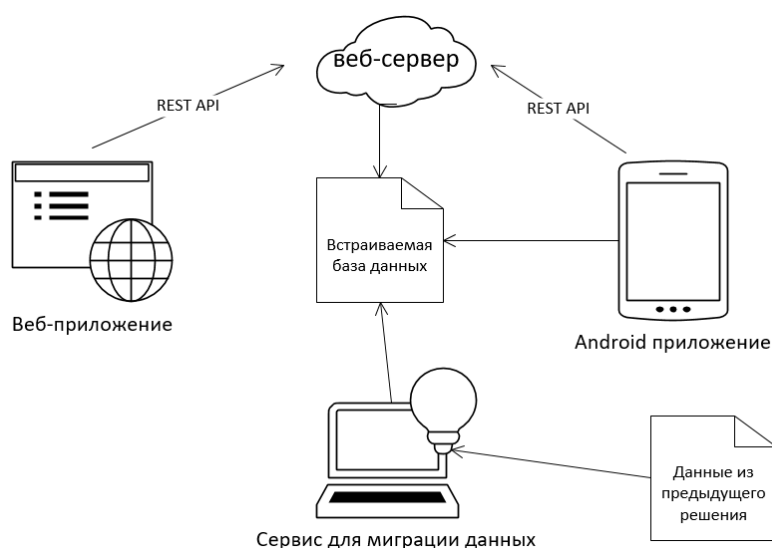 веб-сервер
REST API
REST API
Встраиваемая
база данных
Веб-приложение
Android приложение
Данные из
предыдущего
решения
Сервис для миграции данных